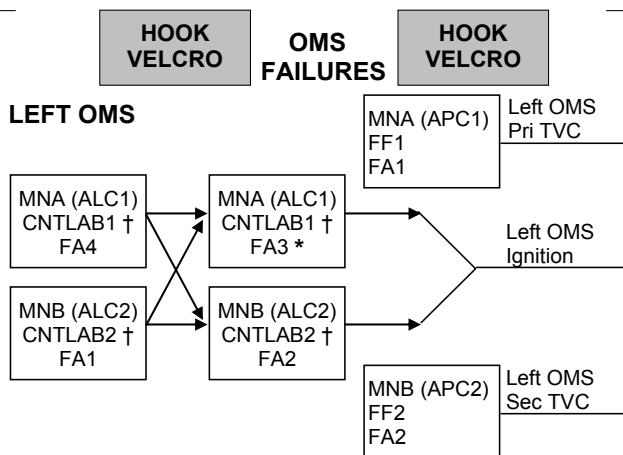 HOOK
VELCRO
OMS
FAILURES
HOOK
VELCRO
LEFT OMS
MNA (APC1)
FF1
FA1
Left OMS
Pri TVC
MNA (ALC1)
CNTLAB1 †
FA4
MNA (ALC1)
CNTLAB1 †
FA3 *
Left OMS
Ignition
MNB (ALC2)
CNTLAB2 †
FA1
MNB (ALC2)
CNTLAB2 †
FA2
MNB (APC2)
FF2
FA2
Left OMS
Sec TVC